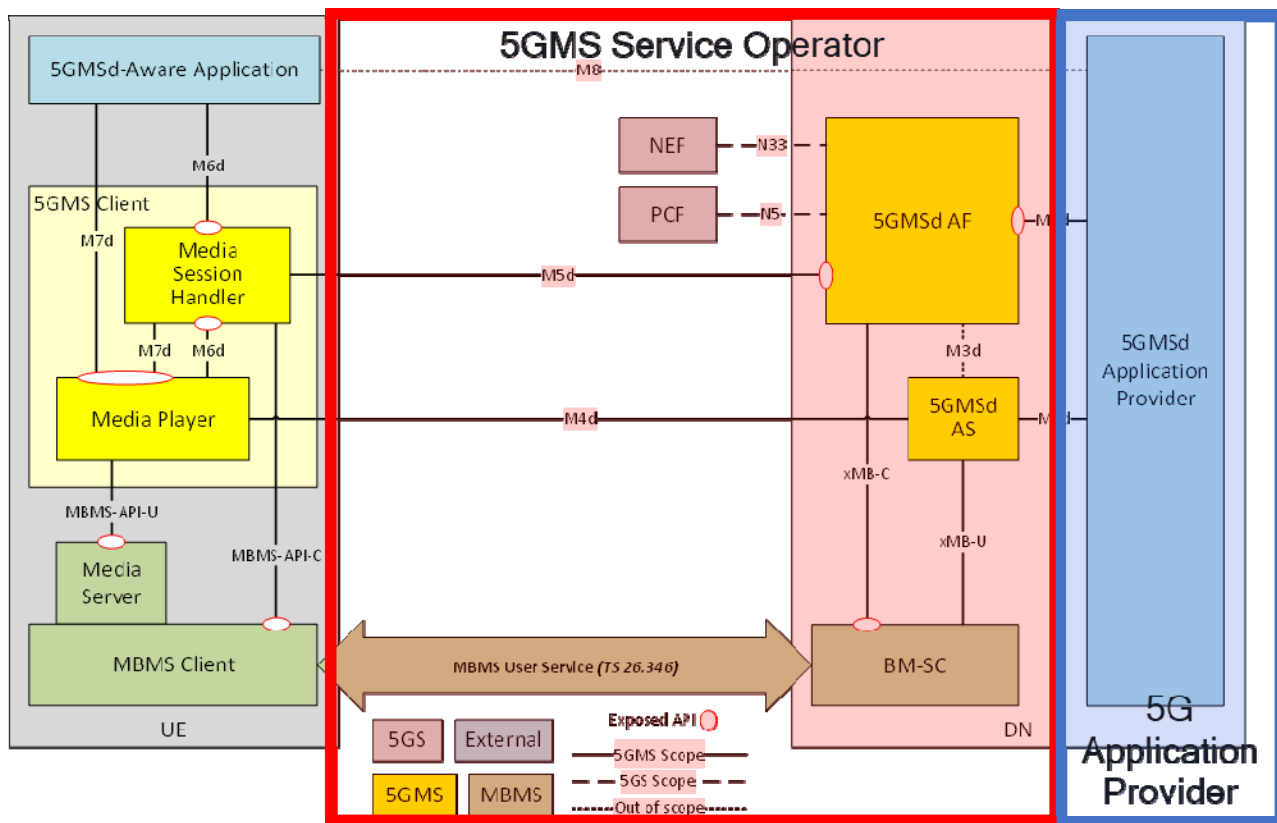 5GMS Service Operator
5GMSd-Aware Application
M8
NEF
N33
PCF
N5
5GMSd AF
M6d
5GMS Client
M7d
Media
Session
Handler
M5d
M7d
M6d
M3d
5GMSd
Application
Provider
Media Player
M4d
5GMSd
AS
xMB-C
MBMS-API-U
MBMS-API-C
xMB-U
Media
Server
MBMS Client
MBMS User Service (TS 26.346)
BM-SC
UE
DN
5GS
External
5GMS
MBMS
Exposed API
5GMS Scope
5GS Scope
Out of scope
5G
Application
Provider